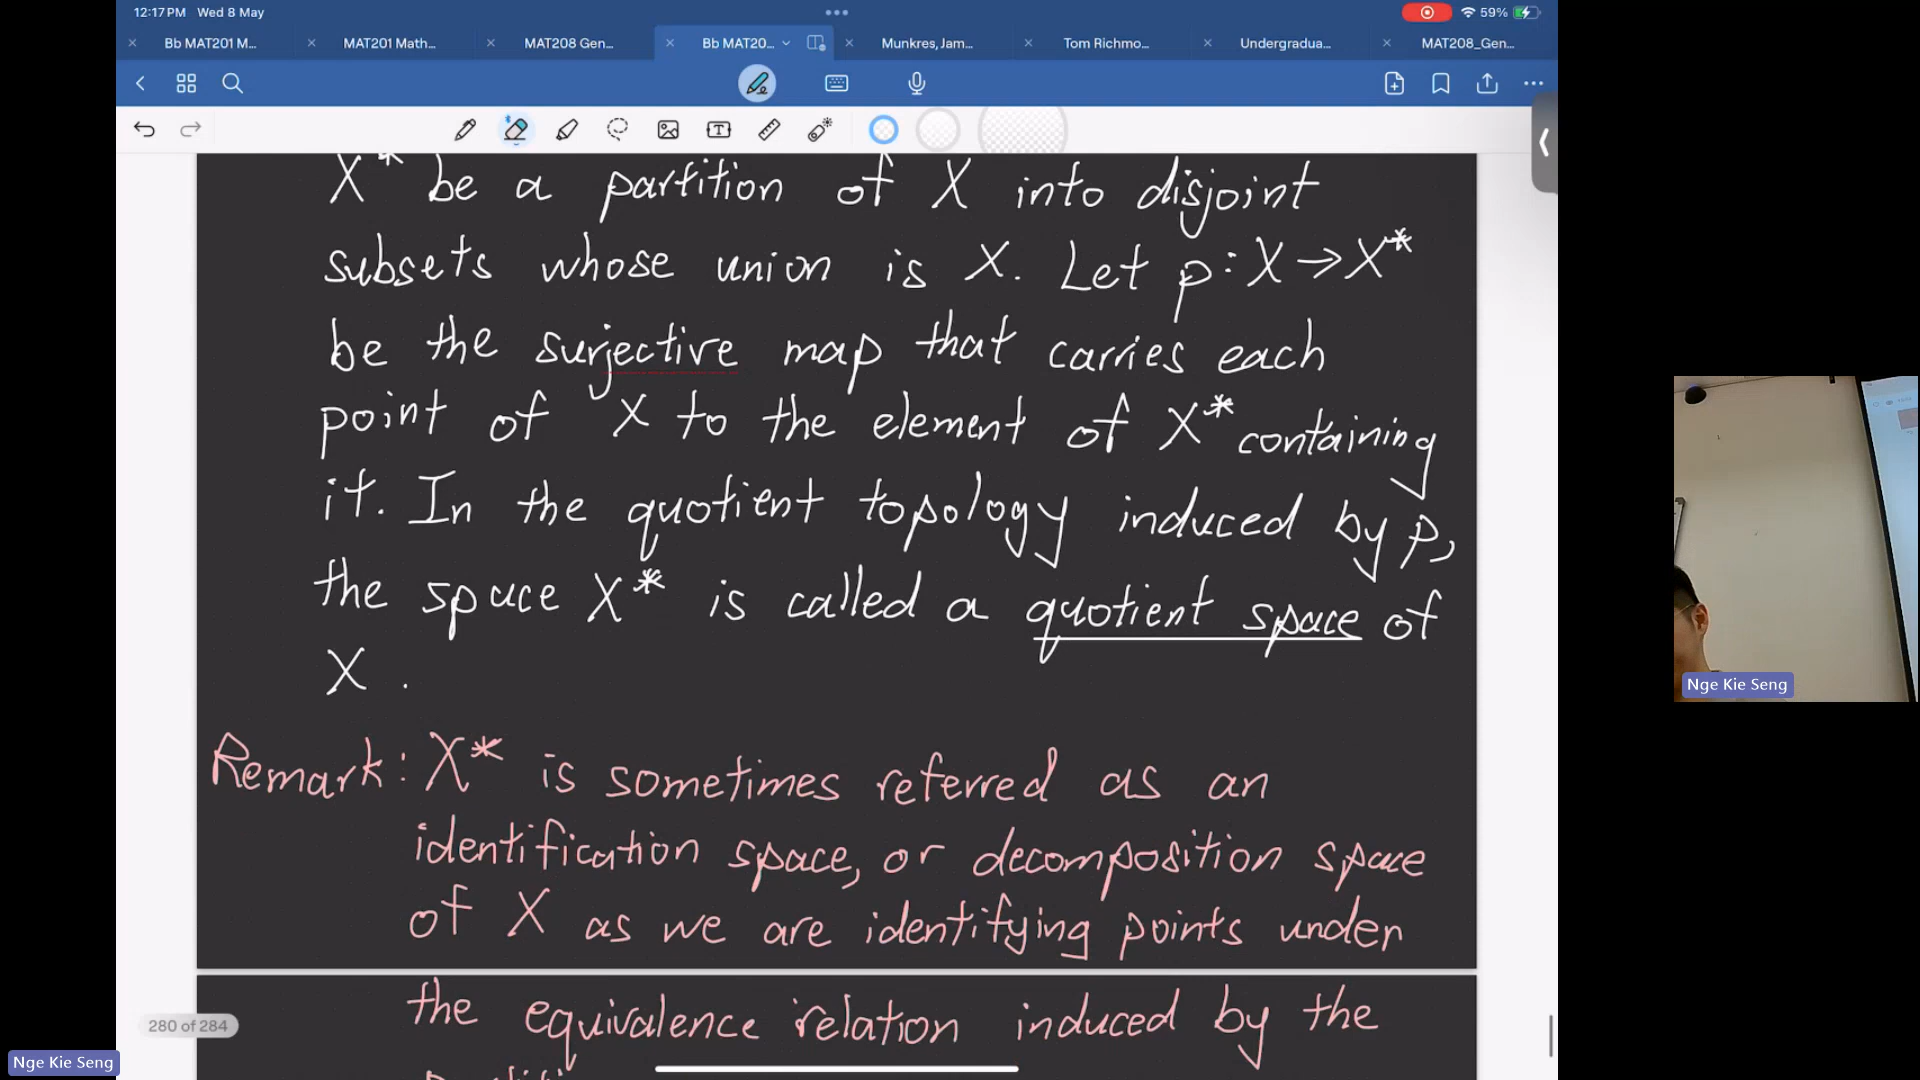 12:17 PM Wed 8 May
59%
Bb MAT201 M...
MAT201 Math...
MAT208 Gen...
Bb MAT20...
Munkres, Jam...
Tom Richmo...
Undergradua...
MAT208_Gen...
X* be a partition of X into disjoint
subsets whose union is X. Let p: X → X*
be the surjective map that carries each
point of X to the element of X* containing
it. In the quotient topology induced by p,
the space X* is called a quotient space of
X.
Remark: X* is sometimes referred as an
identification space, or decomposition space
of X as we are identifying points under
the equivalence relation induced by the
280 of 284
Nge Kie Seng
Nge Kie Seng